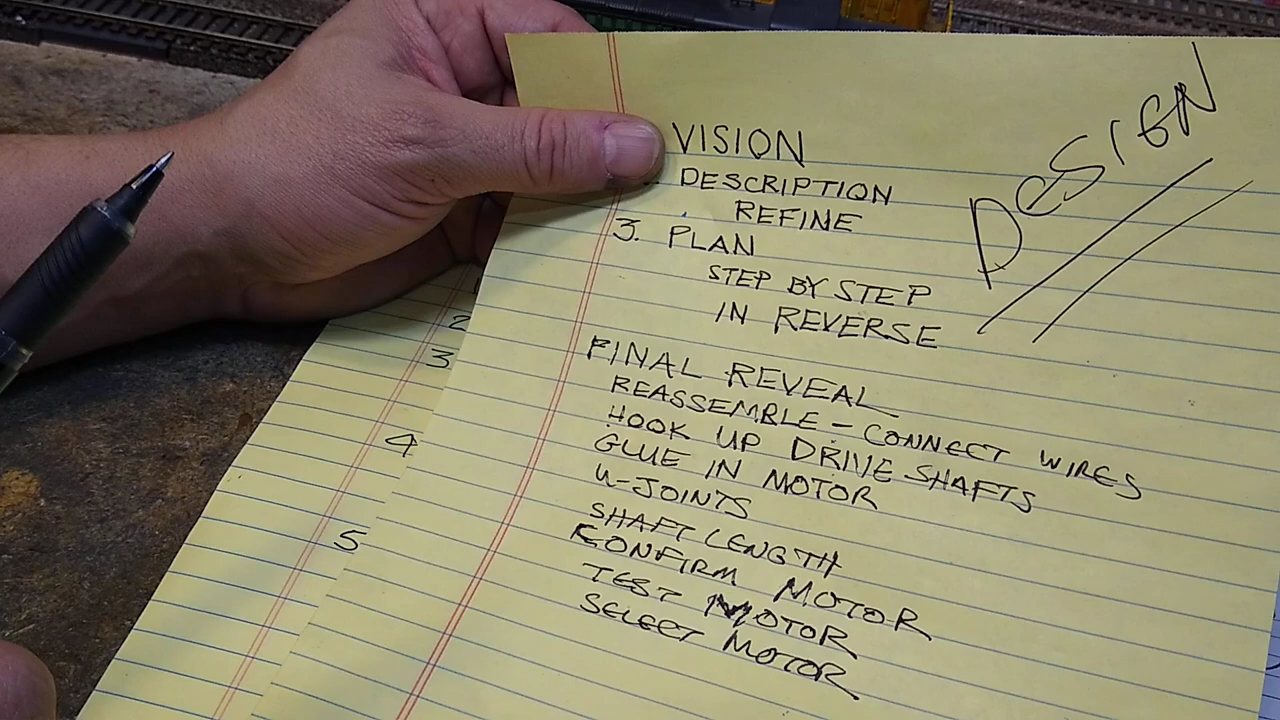 DESIGN
VISION
DESCRIPTION
REFINE
3. PLAN
STEP BY STEP
IN REVERSE
FINAL REVEAL
REASSEMBLE - CONNECT WIRES
HOOK UP DRIVE SHAFTS
GLUE IN MOTOR
U-JOINTS
SHAFT LENGTH
CONFIRM MOTOR
TEST MOTOR
SELECT MOTOR
2
3
4
5